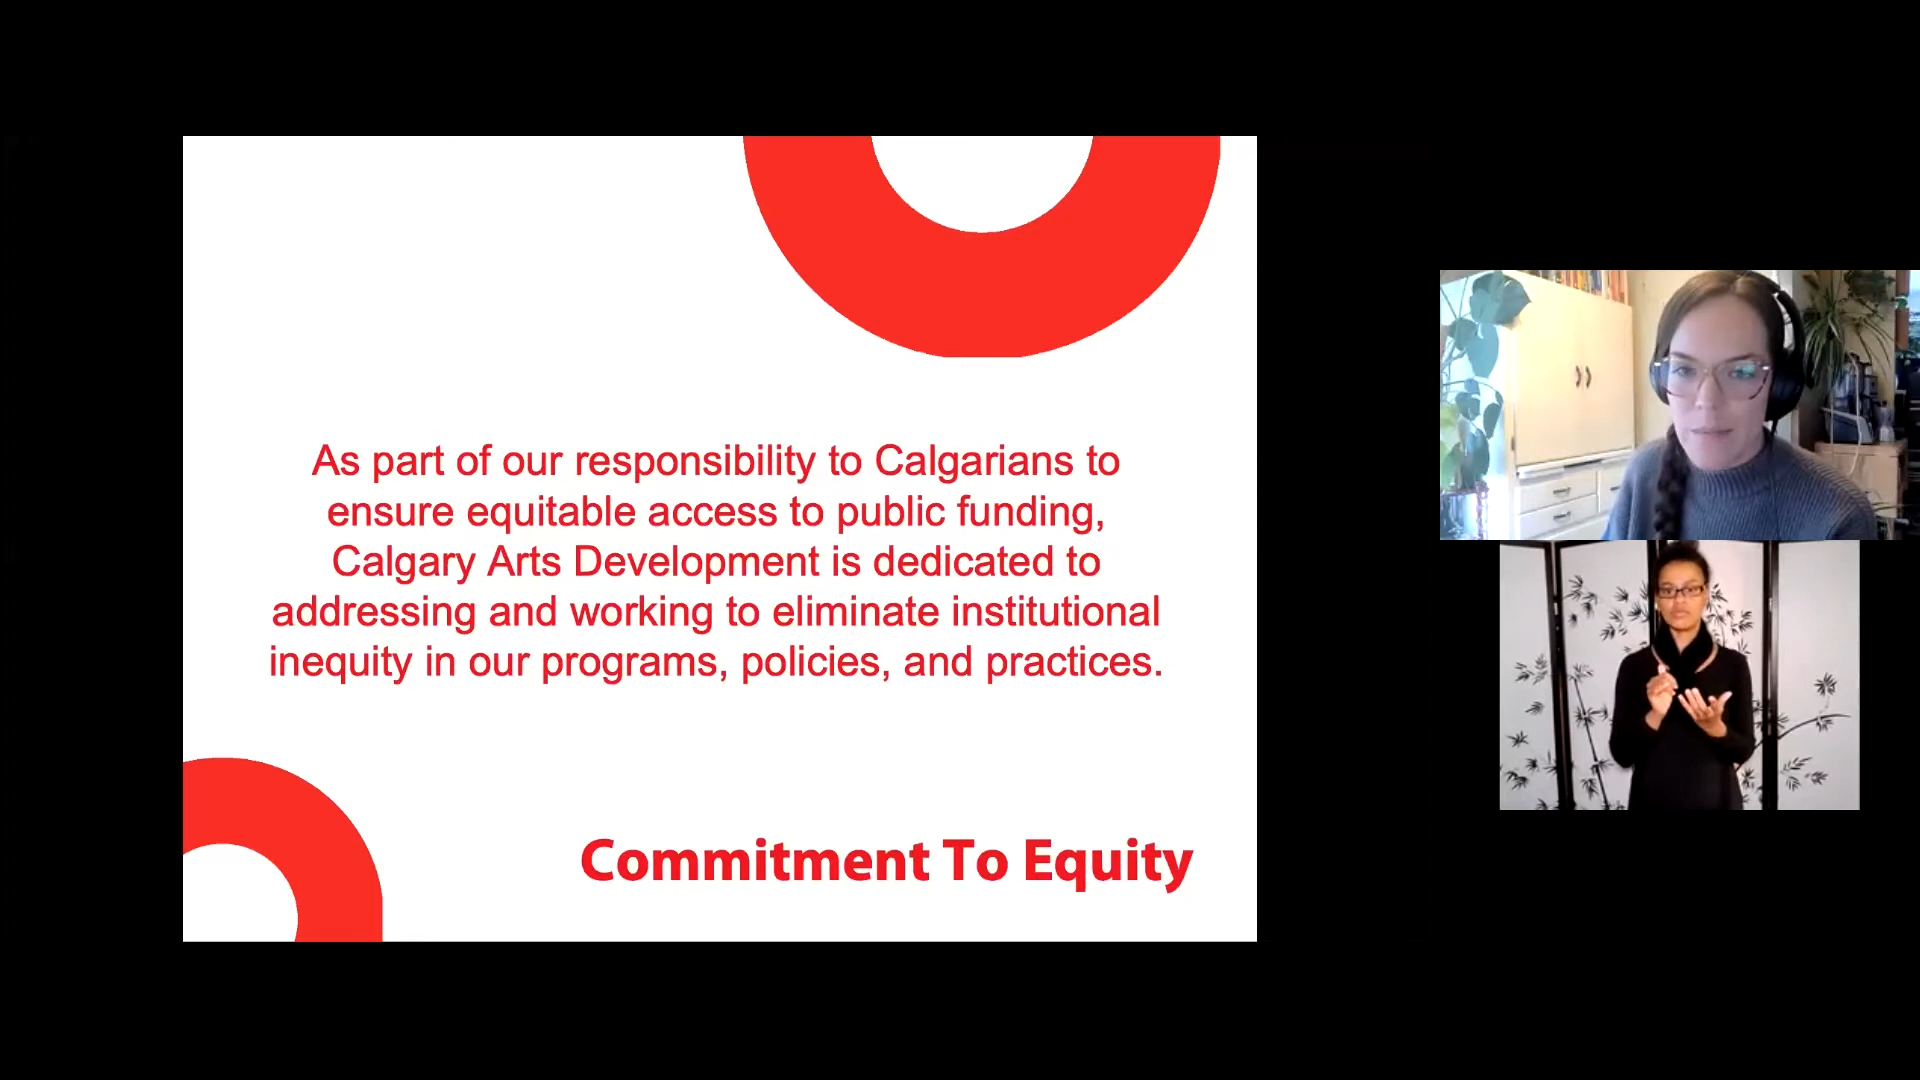 As part of our responsibility to Calgarians to
ensure equitable access to public funding,
Calgary Arts Development is dedicated to
addressing and working to eliminate institutional
inequity in our programs, policies, and practices.
Commitment To Equity